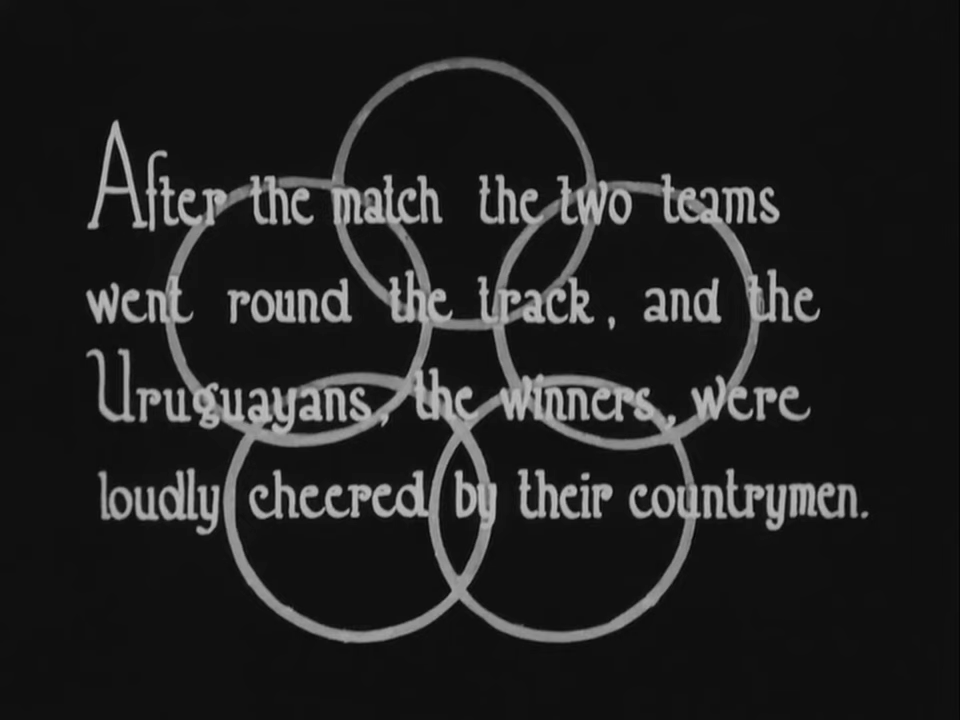 After the match the two teams
went round the track, and the
Uruguayans, the winners, were
loudly cheered by their countrymen.